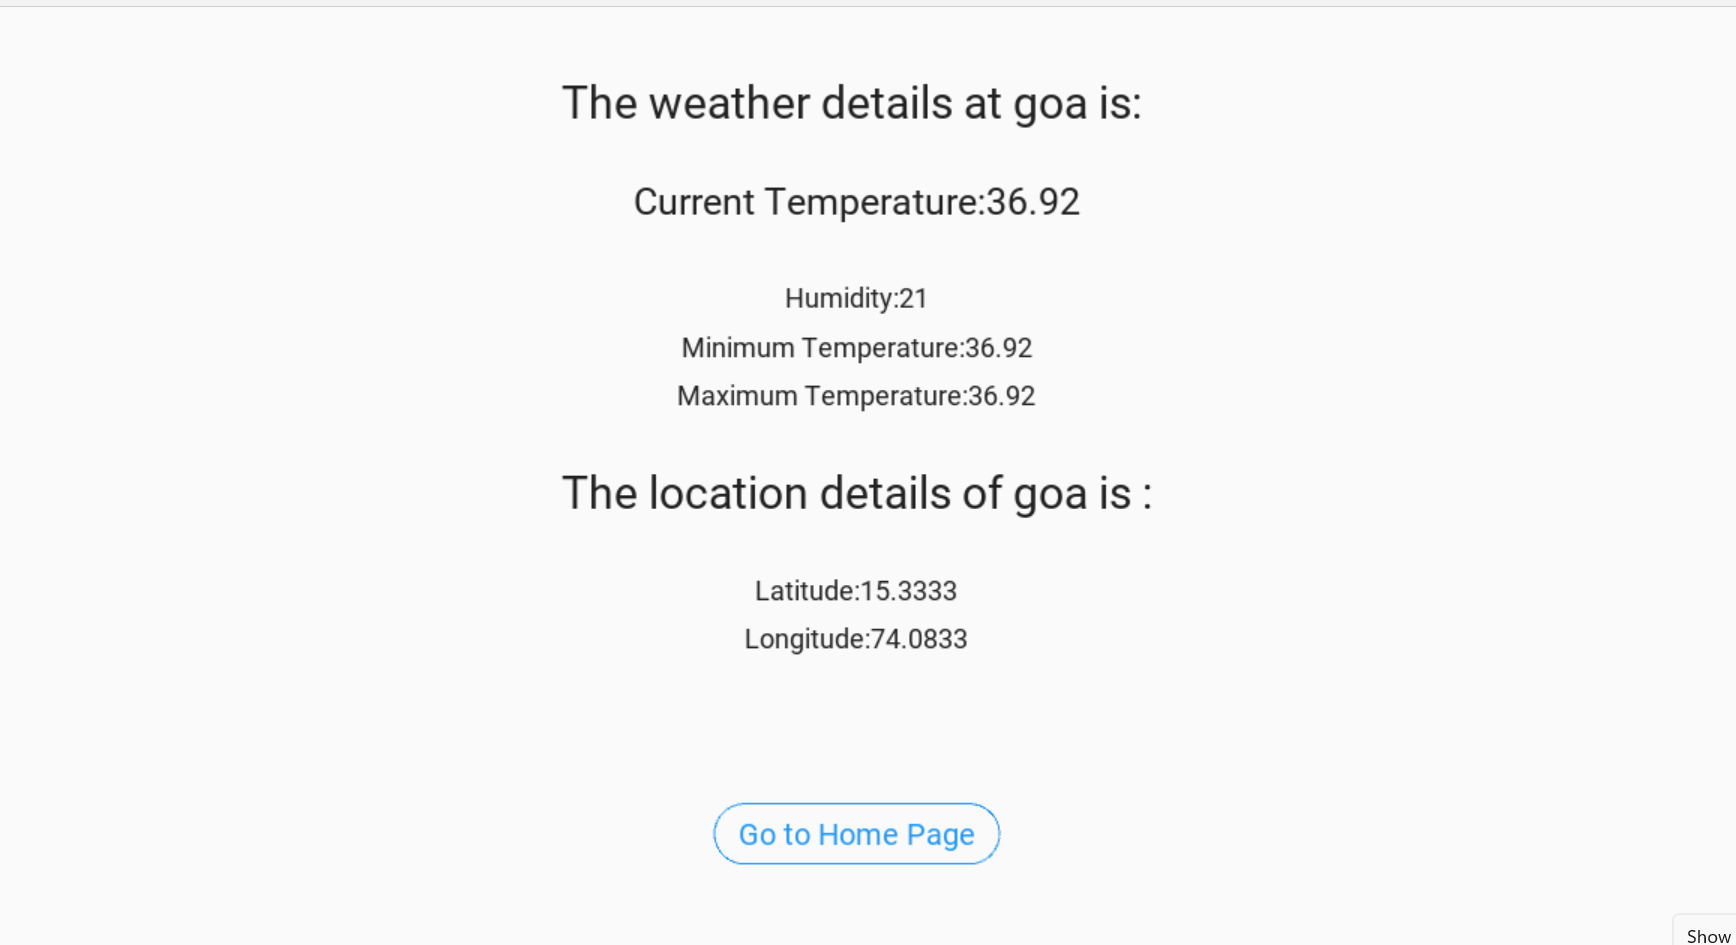 The weather details at goa is:
Current Temperature:36.92
Humidity:21
Minimum Temperature:36.92
Maximum Temperature:36.92
The location details of goa is :
Latitude:15.3333
Longitude:74.0833
Go to Home Page
Show